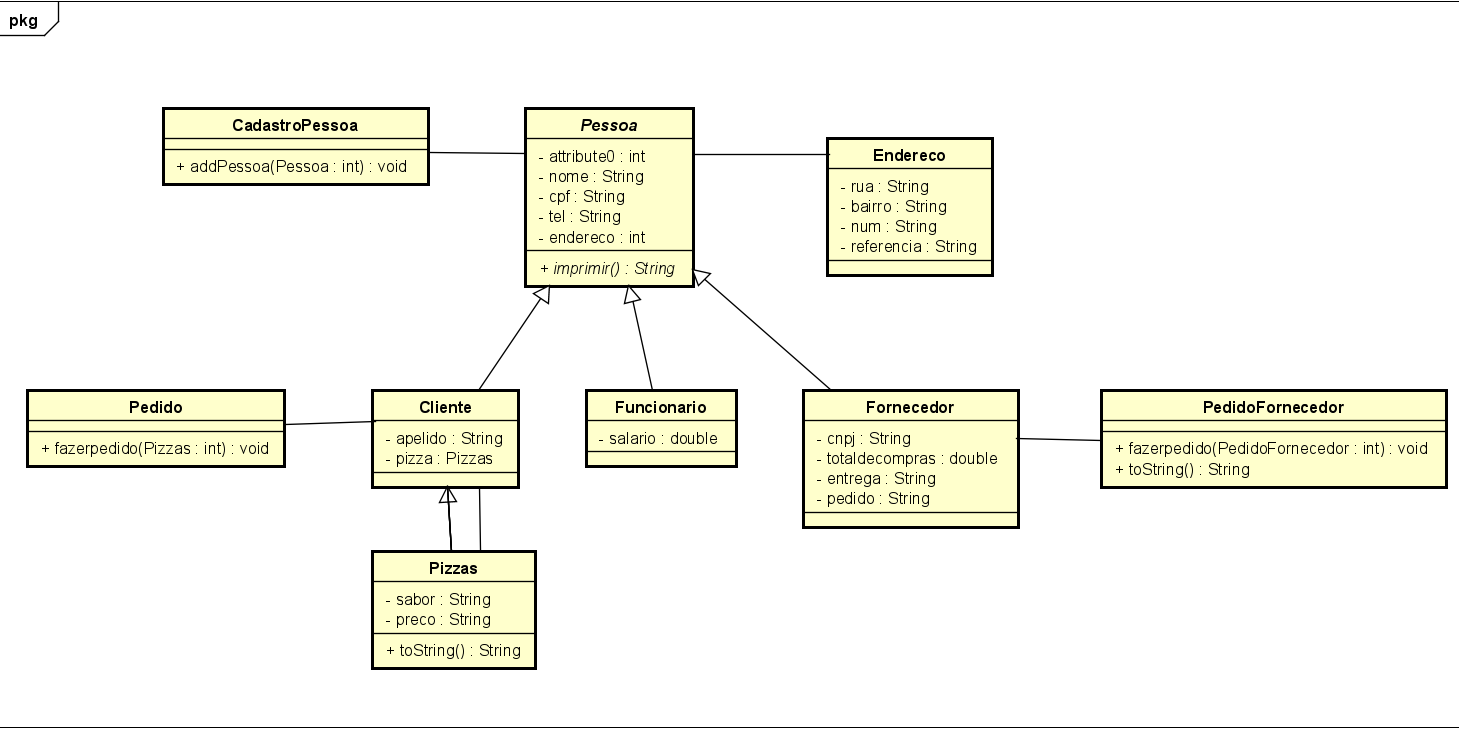 pkg
CadastroPessoa
+ addPessoa(Pessoa : int) : void
Pessoa
- attribute0 : int
- nome : String
- cpf : String
- tel : String
- endereco : int
+ imprimir() : String
Endereco
- rua : String
- bairro : String
- num : String
- referencia : String
Pedido
+ fazerpedido(Pizzas : int) : void
Cliente
- apelido : String
- pizza : Pizzas
Funcionario
- salario : double
Fornecedor
- cnpj : String
- totaldecompras : double
- entrega : String
- pedido : String
PedidoFornecedor
+ fazerpedido(PedidoFornecedor : int) : void
+ toString() : String
Pizzas
- sabor : String
- preco : String
+ toString() : String